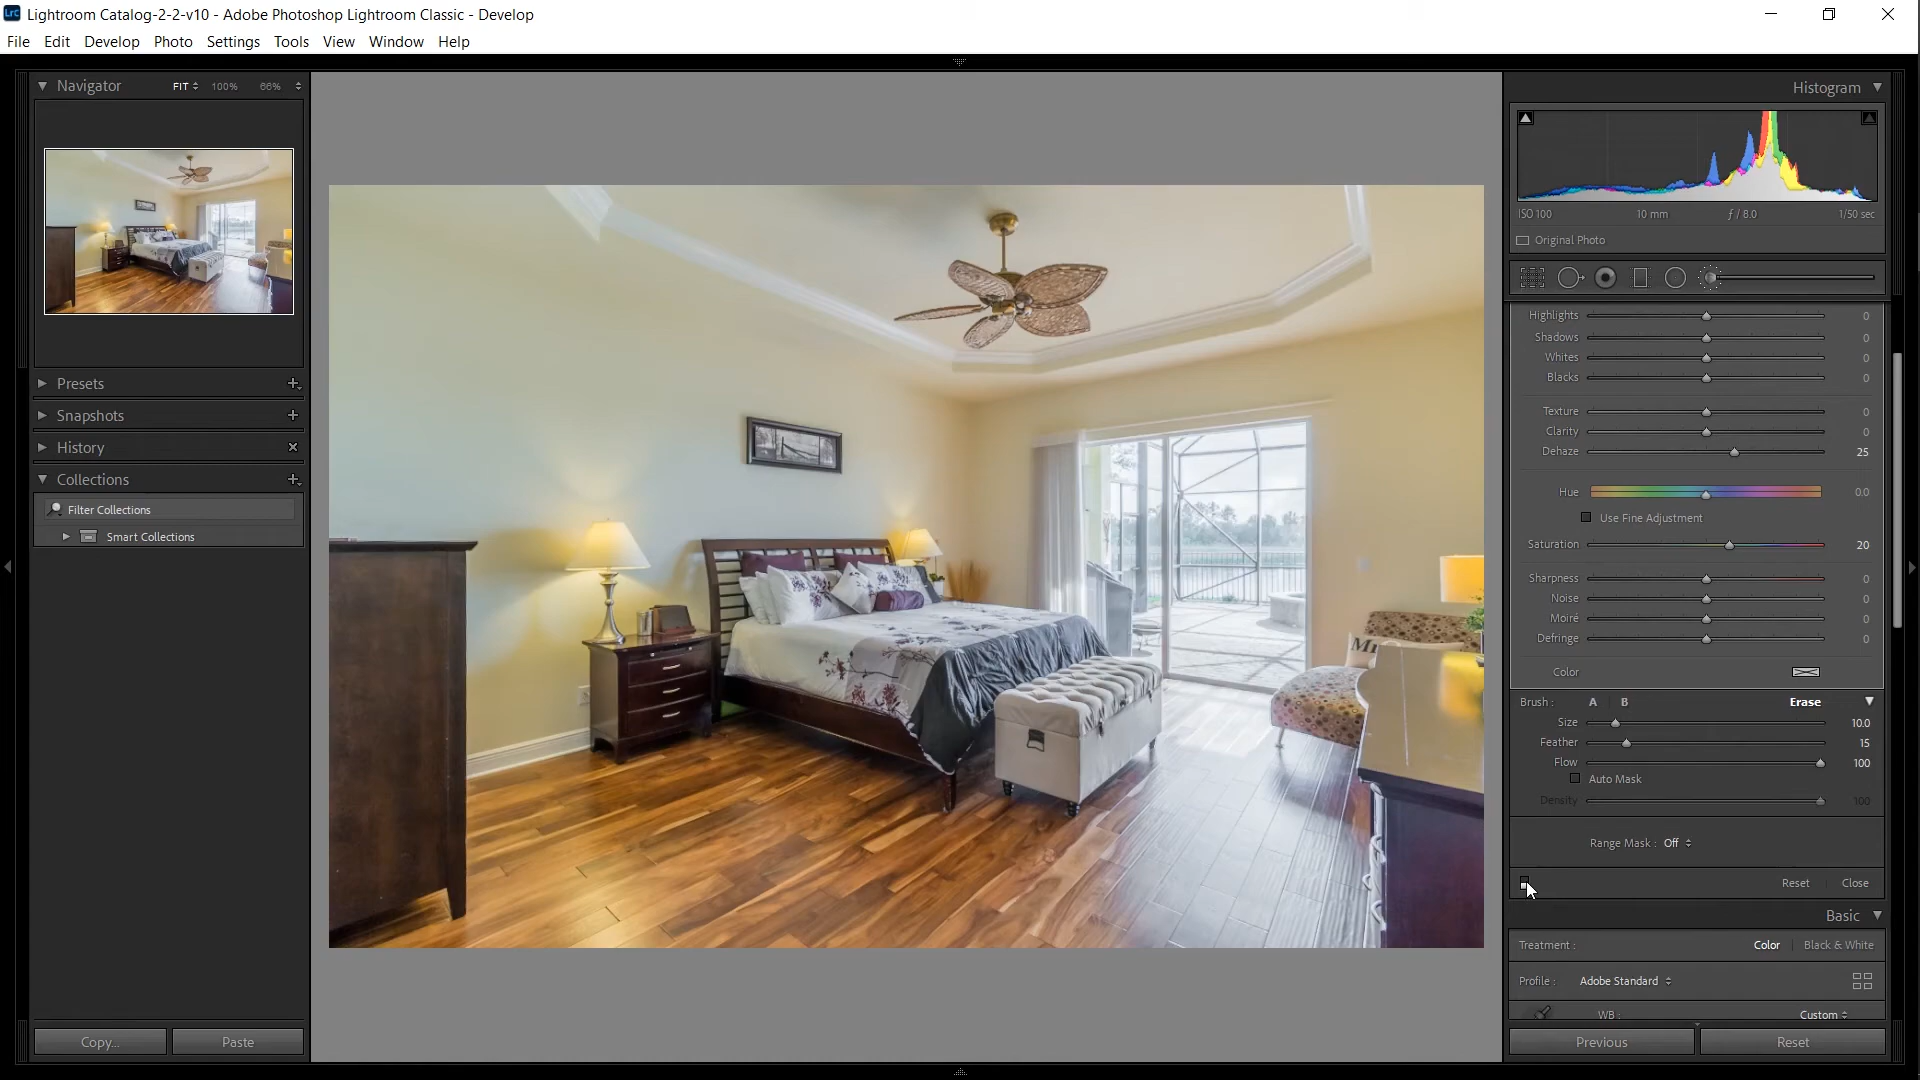 Lightroom Catalog-2-2-v10 - Adobe Photoshop Lightroom Classic - Develop
File Edit Develop Photo Settings Tools View Window Help
Navigator FIT 100% 66%
Histogram
ISO 100 10 mm ƒ / 8.0 1/50 sec
Original Photo
Highlights 0
Shadows 0
Whites 0
Blacks 0
Texture 0
Clarity 0
Dehaze 25
Hue 0.0
Use Fine Adjustment
Saturation 20
Sharpness 0
Noise 0
Moiré 0
Defringe 0
Color
Brush : A B Erase
Size 10.0
Feather 15
Flow 100
Auto Mask
Density 100
Range Mask : Off
Reset Close
Basic
Treatment : Color Black & White
Profile : Adobe Standard
WB : Custom
Previous Reset
Presets
Snapshots
History
Collections
Filter Collections
Smart Collections
Copy... Paste